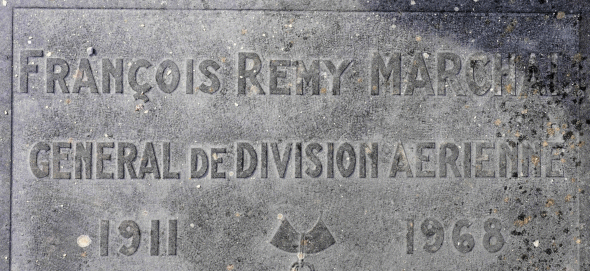 FRANÇOIS REMY MARCHAL
GENERAL DE DIVISION AERIENNE
1911 1968